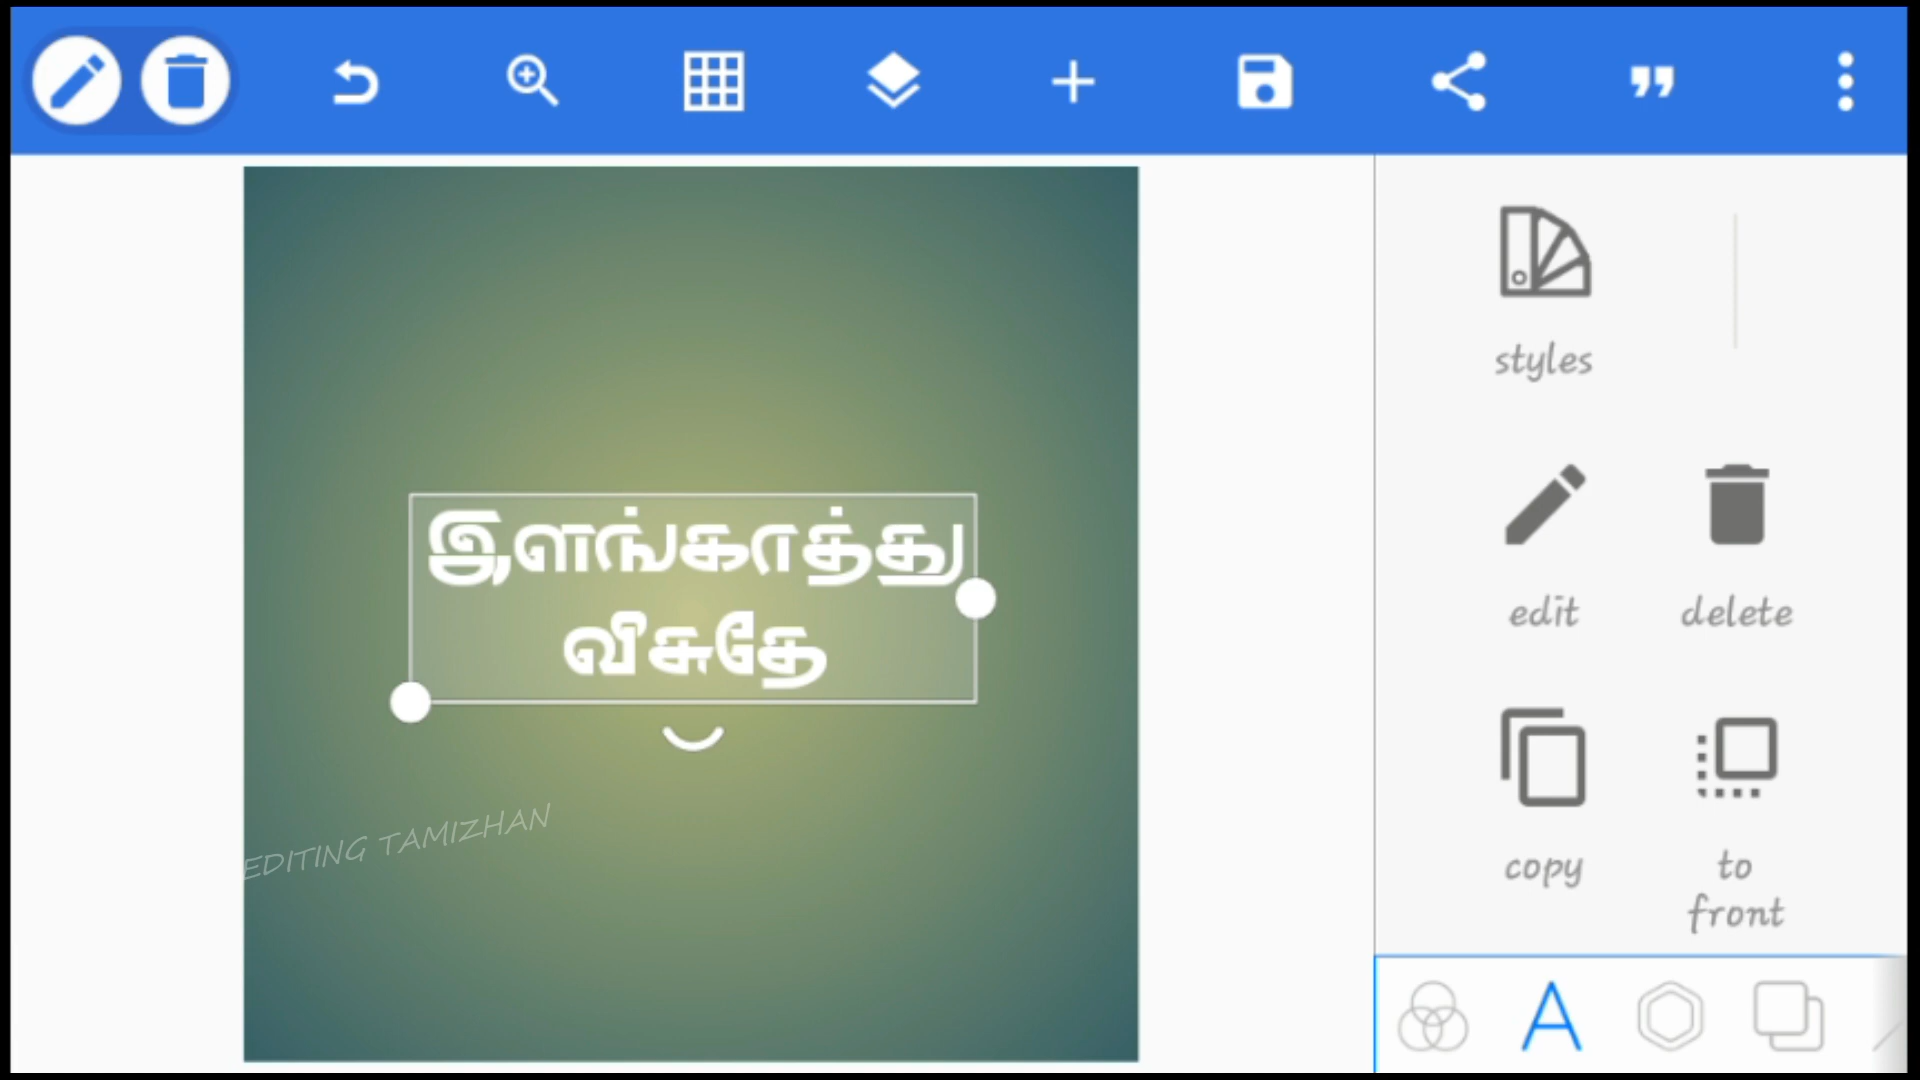 இளங்காத்து
வீசுதே
EDITING TAMIZHAN
styles
edit
delete
copy
to
front